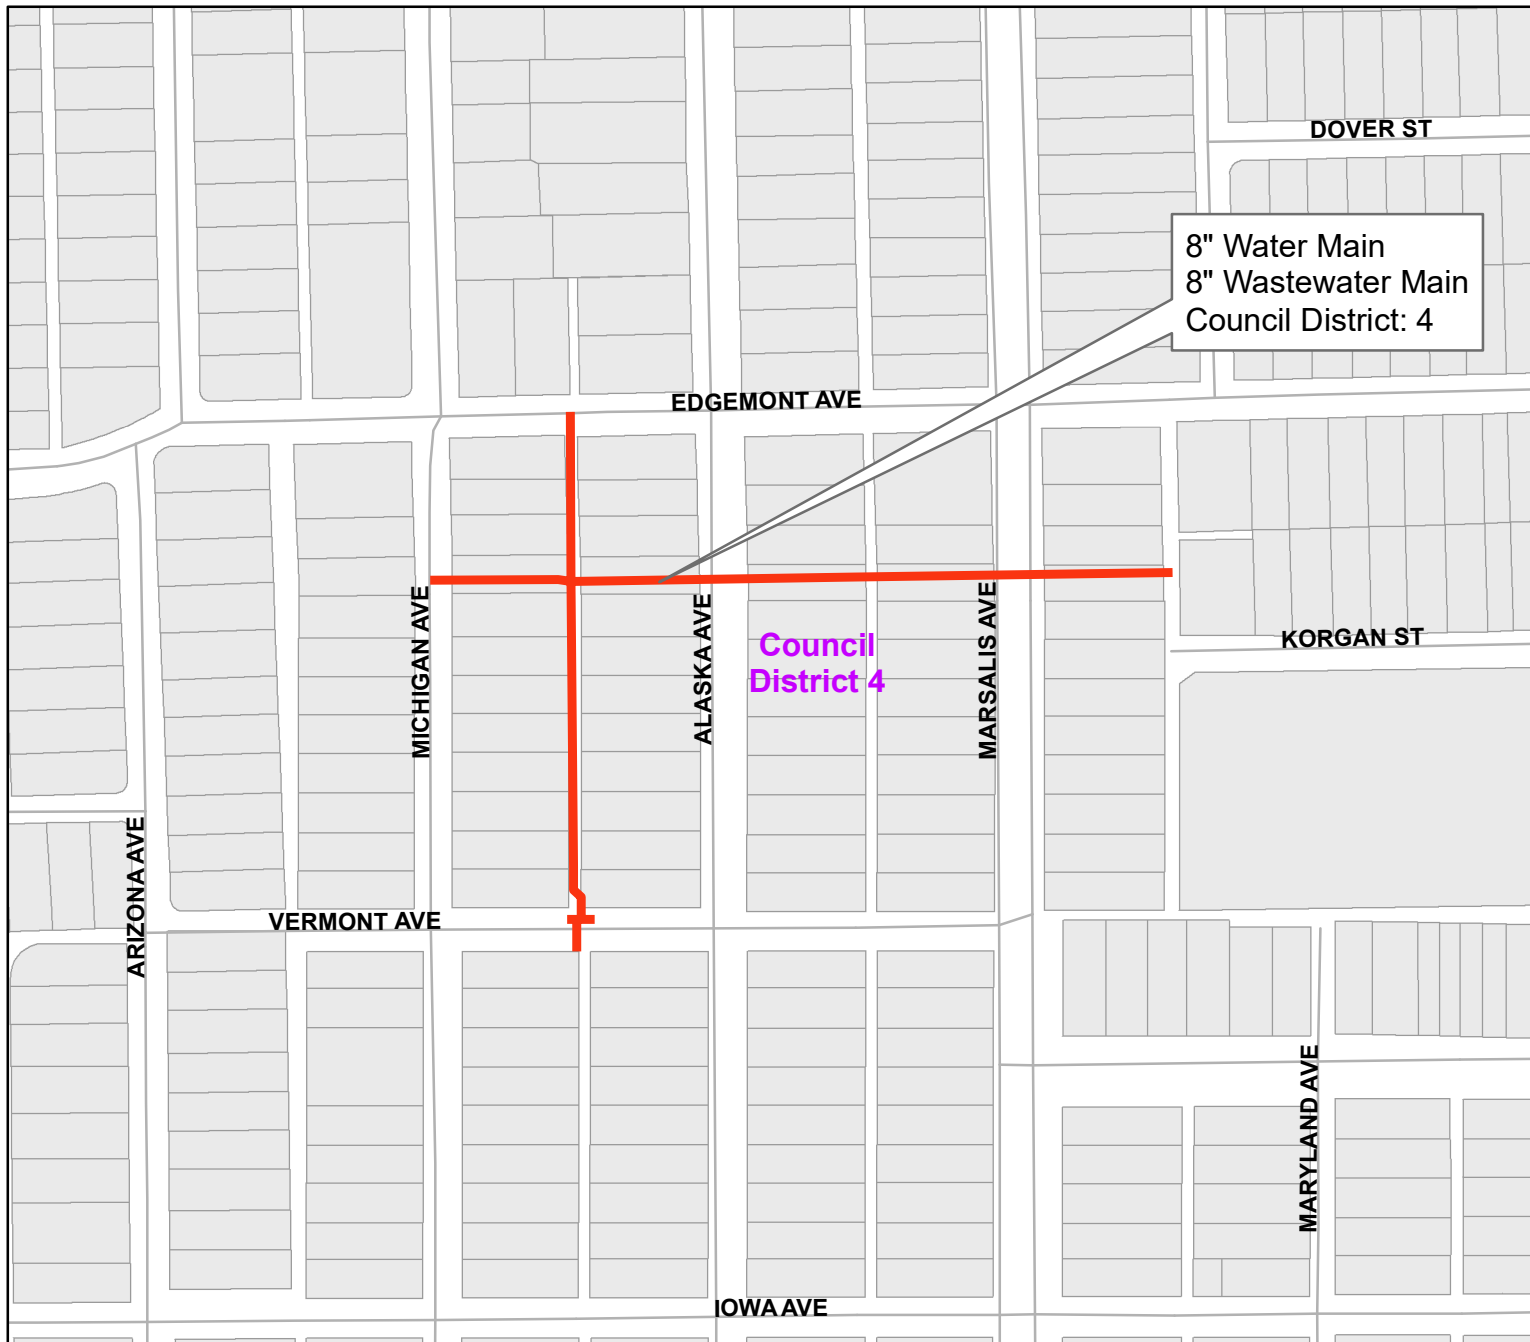 DOVER ST
8" Water Main
8" Wastewater Main
Council District: 4
EDGEMONT AVE
MICHIGAN AVE
ALASKA AVE
MARSALIS AVE
Council
District 4
KORGAN ST
ARIZONA AVE
VERMONT AVE
MARYLAND AVE
IOWA AVE